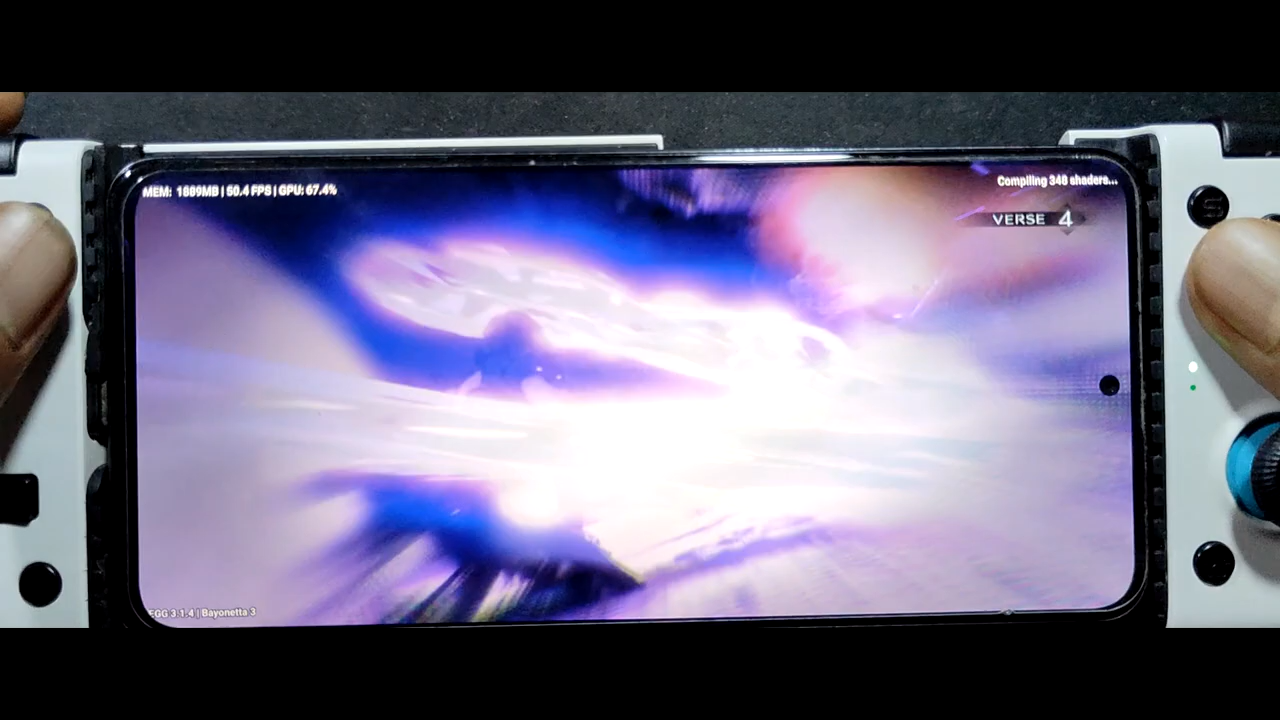 MEM: 1889MB | 50.4 FPS | GPU: 67.4%
Compiling 348 shaders...
VERSE 4
EGG 3.1.4 | Bayonetta 3